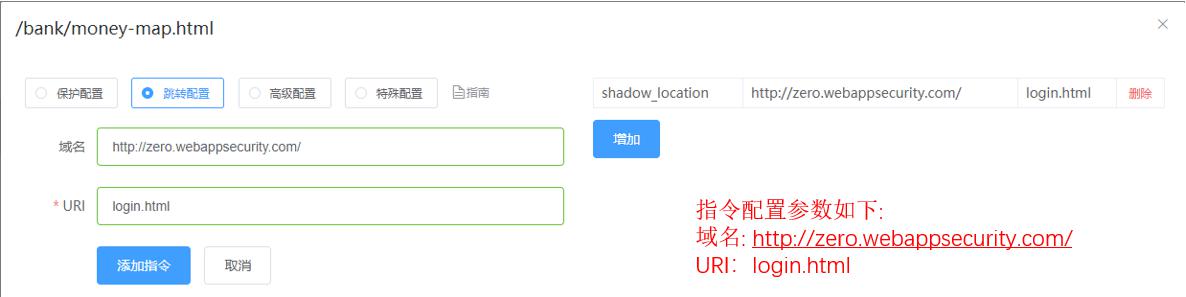 /bank/money-map.html
保护配置 跳转配置 高级配置 特殊配置 指南
域名 http://zero.webappsecurity.com/
* URI login.html
添加指令 取消
shadow_location http://zero.webappsecurity.com/ login.html 删除
增加
指令配置参数如下:
域名: http://zero.webappsecurity.com/
URI： login.html